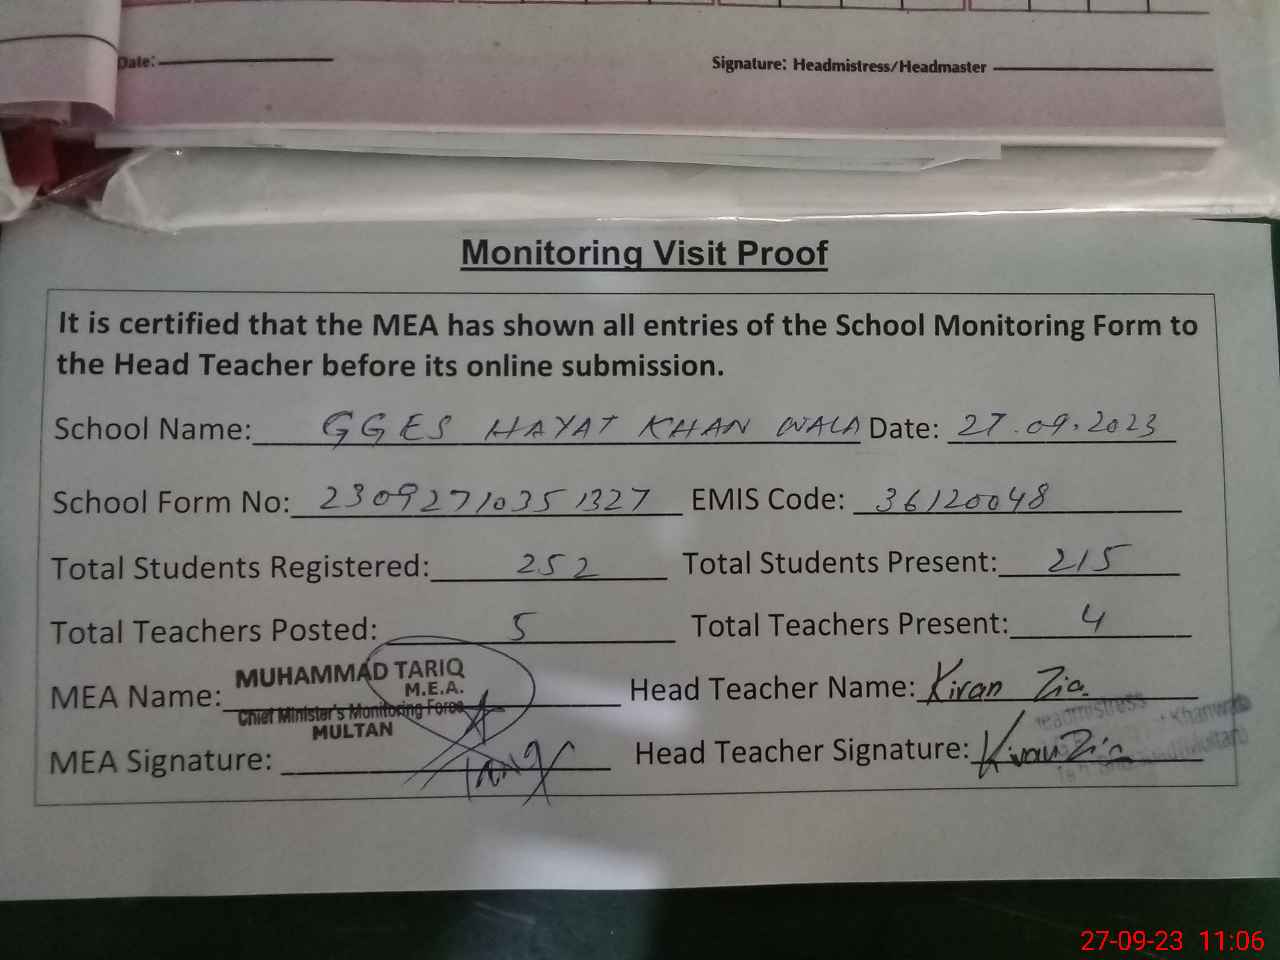 Date:
Signature: Headmistress/Headmaster
Monitoring Visit Proof
It is certified that the MEA has shown all entries of the School Monitoring Form to
the Head Teacher before its online submission.
School Name: GGES HAYAT KHAN WALA Date: 27.09.2023
School Form No: 23092710351327 EMIS Code: 36120048
Total Students Registered: 252 Total Students Present: 215
Total Teachers Posted: 5 Total Teachers Present: 4
MEA Name: MUHAMMAD TARIQ Head Teacher Name: Kiran Zia
M.E.A.
Chief Minister's Monitoring Force
MULTAN
MEA Signature: Tariq Head Teacher Signature: Kiran Zia
Headmistress
27-09-23 11:06